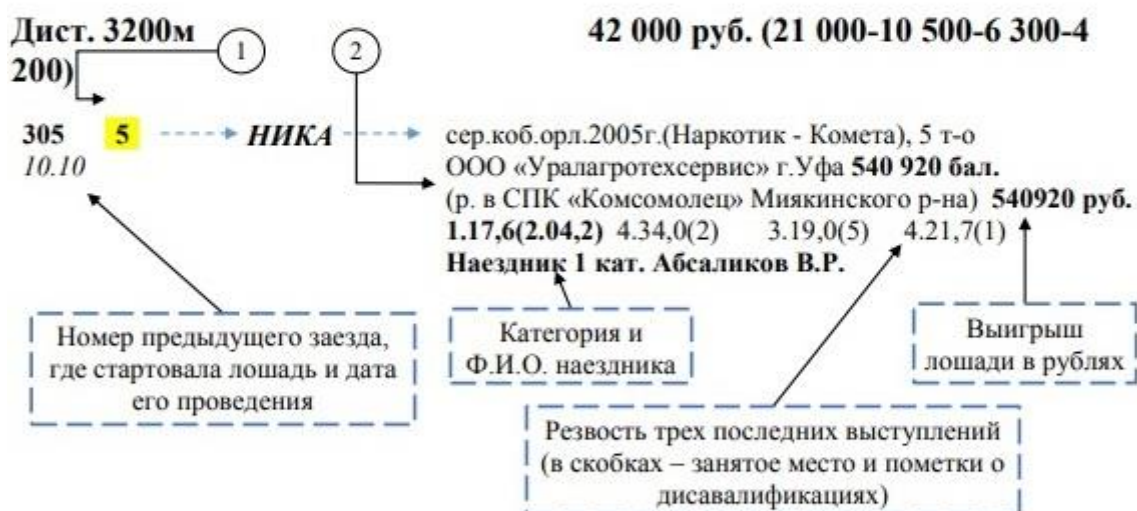 Дист. 3200м
42 000 руб. (21 000-10 500-6 300-4
200)
1
2
305 5 НИКА сер.коб.орл.2005г.(Наркотик - Комета), 5 т-о
10.10 ООО «Уралагротехсервис» г.Уфа 540 920 бал.
(р. в СПК «Комсомолец» Миякинского р-на) 540920 руб.
1.17,6(2.04,2) 4.34,0(2) 3.19,0(5) 4.21,7(1)
Наездник 1 кат. Абсаликов В.Р.
Номер предыдущего заезда,
где стартовала лошадь и дата
его проведения
Категория и
Ф.И.О. наездника
Выигрыш
лошади в рублях
Резвость трех последних выступлений
(в скобках – занятое место и пометки о
дисавалификациях)